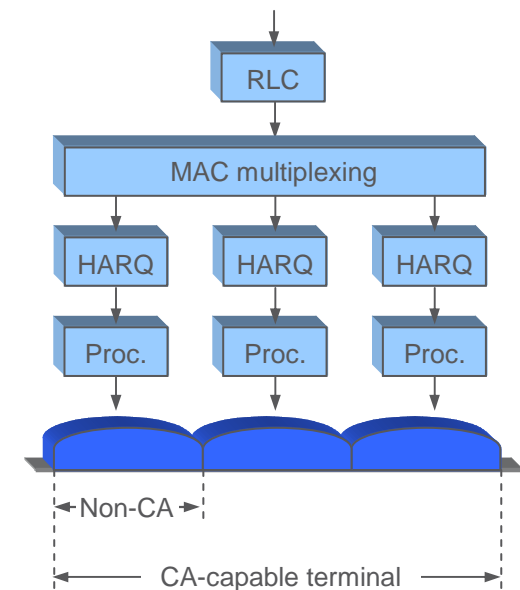 RLC
MAC multiplexing
HARQ HARQ HARQ
Proc. Proc. Proc.
Non-CA
CA-capable terminal